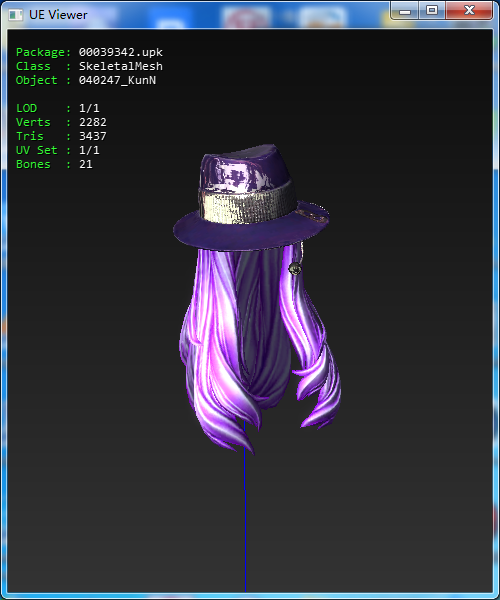 UE Viewer
Package: 00039342.upk
Class : SkeletalMesh
Object : 040247_KunN
LOD : 1/1
Verts : 2282
Tris : 3437
UV Set : 1/1
Bones : 21